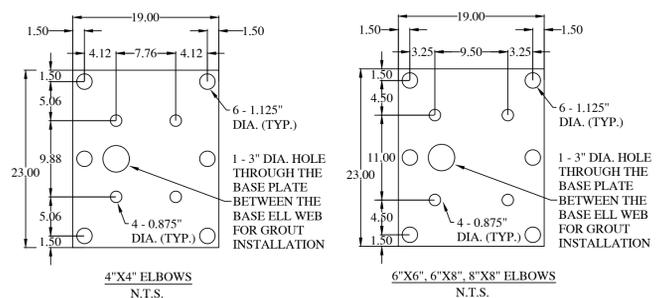 19.00
1.50
1.50
4.12
7.76
4.12
1.50
5.06
9.88
23.00
5.06
1.50
6 - 1.125"
DIA. (TYP.)
1 - 3" DIA. HOLE
THROUGH THE
BASE PLATE
BETWEEN THE
BASE ELL WEB
FOR GROUT
INSTALLATION
4 - 0.875"
DIA. (TYP.)
4"X4" ELBOWS
N.T.S.
19.00
1.50
1.50
3.25
9.50
3.25
1.50
4.50
11.00
23.00
4.50
1.50
6 - 1.125"
DIA. (TYP.)
1 - 3" DIA. HOLE
THROUGH THE
BASE PLATE
BETWEEN THE
BASE ELL WEB
FOR GROUT
INSTALLATION
4 - 0.875"
DIA. (TYP.)
6"X6", 6"X8", 8"X8" ELBOWS
N.T.S.